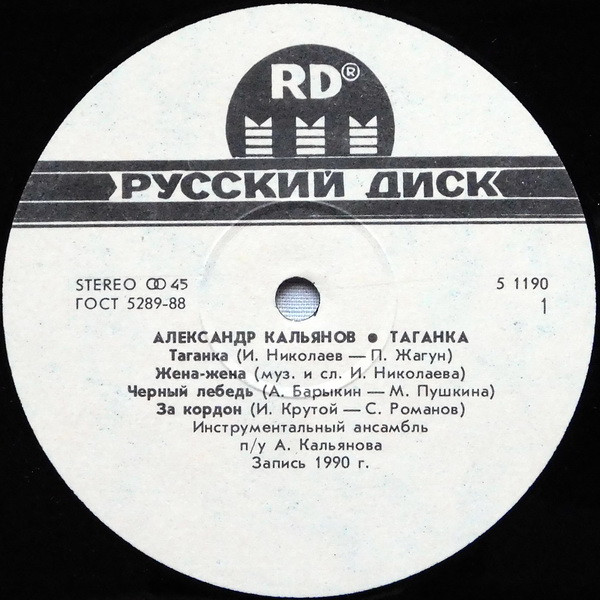 RD®
РУССКИЙ ДИСК
STEREO ꝎO 45
ГОСТ 5289-88
5 1190
1
АЛЕКСАНДР КАЛЬЯНОВ ● ТАГАНКА
Таганка (И. Николаев — П. Жагун)
Жена-жена (муз. и сл. И. Николаева)
Черный лебедь (А. Барыкин — М. Пушкина)
За кордон (И. Крутой — С. Романов)
Инструментальный ансамбль
п/у А. Кальянова
Запись 1990 г.